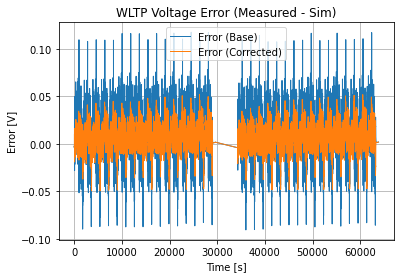 WLTP Voltage Error (Measured - Sim)
Error (Base)
Error (Corrected)
0.10
0.05
0.00
−0.05
−0.10
Error [V]
0
10000
20000
30000
40000
50000
60000
Time [s]